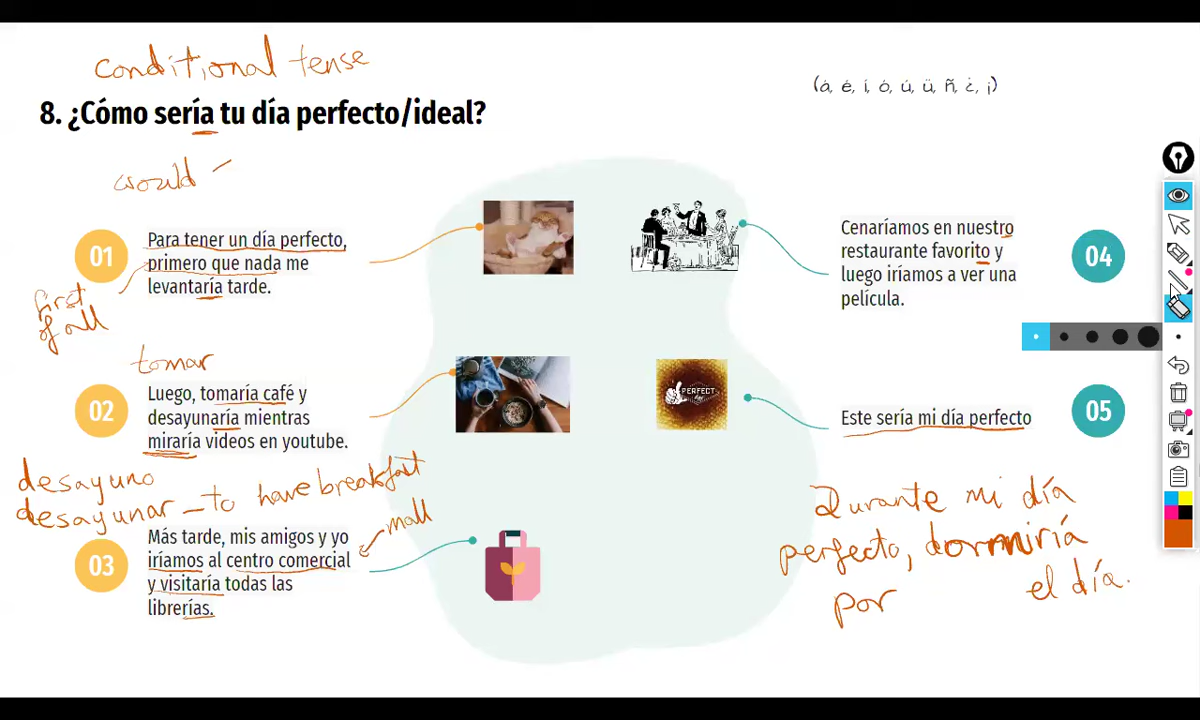 conditional tense
(á, é, í, ó, ú, ü, ñ, ¿, ¡)
8. ¿Cómo sería tu día perfecto/ideal?
would
01
Para tener un día perfecto,
primero que nada me
levantaría tarde.
first
of all
tomar
02
Luego, tomaría café y
desayunaría mientras
miraría videos en youtube.
desayuno
desayunar - to have breakfast
mall
03
Más tarde, mis amigos y yo
iríamos al centro comercial
y visitaría todas las
librerías.
Cenaríamos en nuestro
restaurante favorito y
luego iríamos a ver una
película.
04
PERFECT
Este sería mi día perfecto
05
Durante mi día
perfecto, dormiría
por el día.